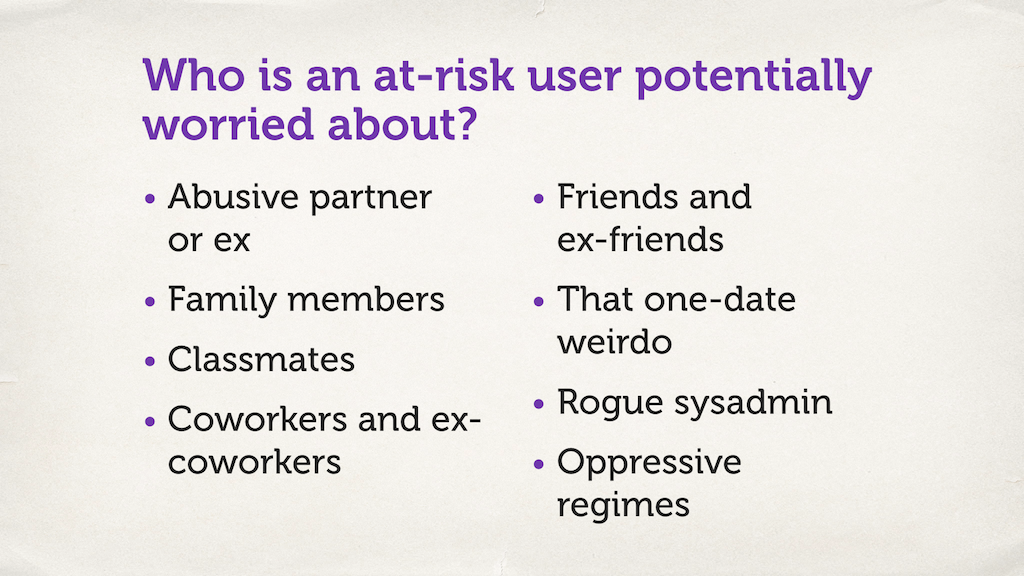 Who is an at-risk user potentially
worried about?
• Abusive partner
or ex
• Family members
• Classmates
• Coworkers and ex-
coworkers
• Friends and
ex-friends
• That one-date
weirdo
• Rogue sysadmin
• Oppressive
regimes